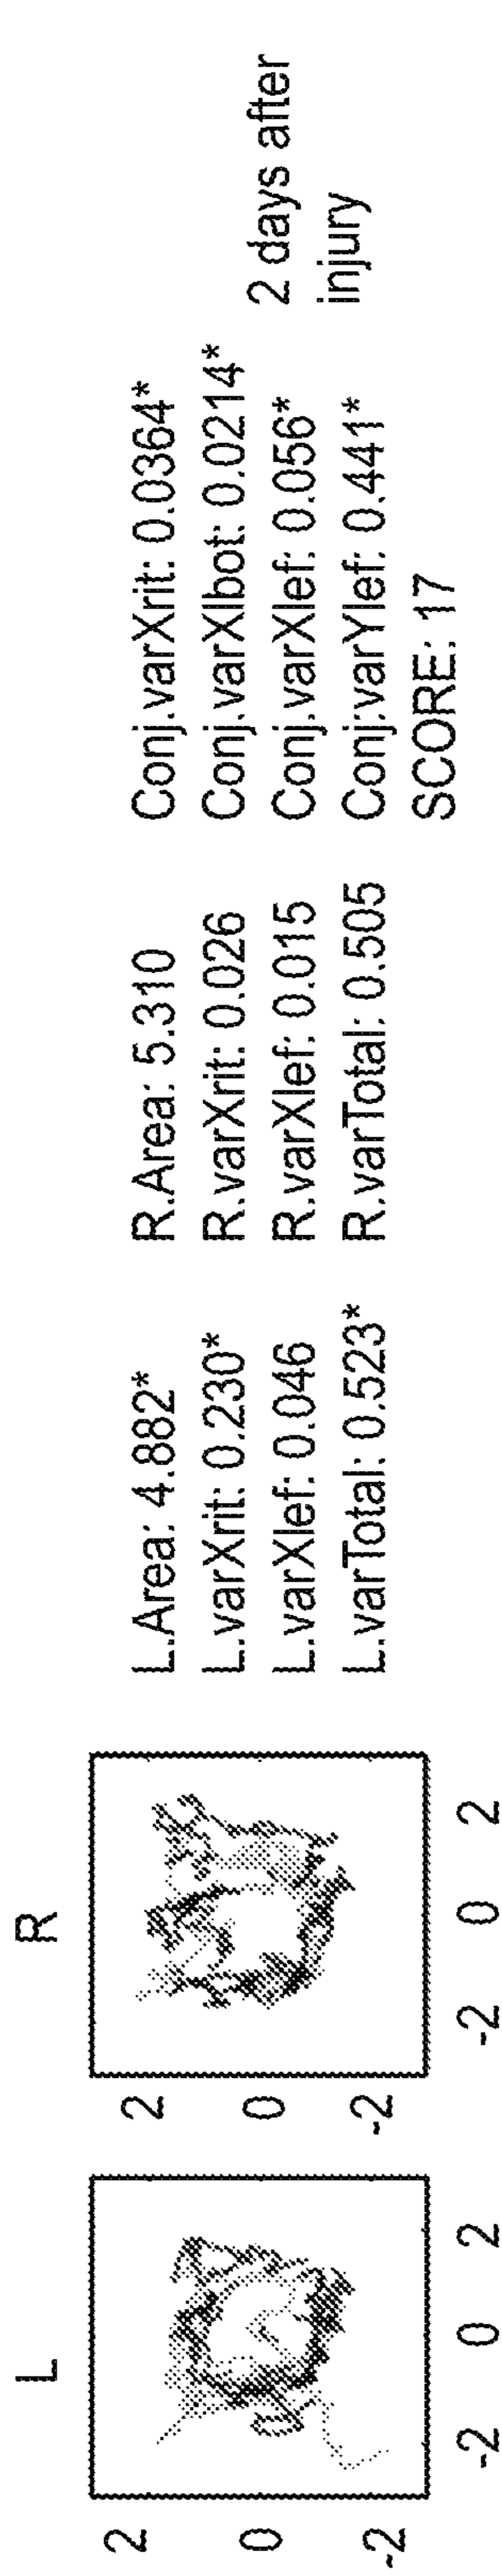 L
R
2
0
-2
-2 0 2
2
0
-2
-2 0 2
L.Area: 4.882*
L.varXrit: 0.230*
L.varXlef: 0.046
L.varTotal: 0.523*
R.Area: 5.310
R.varXrit: 0.026
R.varXlef: 0.015
R.varTotal: 0.505
Conj.varXrit: 0.0364*
Conj.varXlbot: 0.0214*
Conj.varXlef: 0.056*
Conj.varYlef: 0.441*
SCORE: 17
2 days after
injury